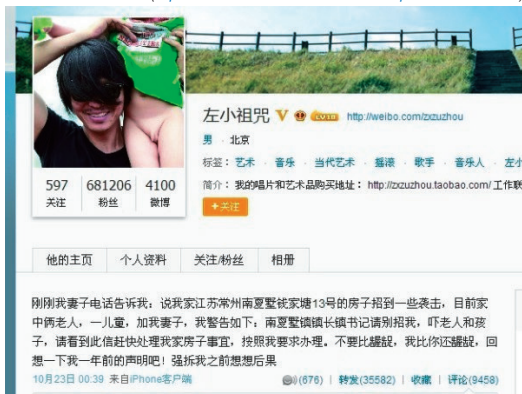 左小祖咒 V LV10 http://weibo.com/zxzuzhou
男 · 北京
标签：艺术 · 音乐 · 当代艺术 · 摇滚 · 歌手 · 音乐人 · 左小
简介：我的唱片和艺术品购买地址：http://zxzuzhou.taobao.com/ 工作联
597 681206 4100
关注 粉丝 微博
+关注
他的主页 个人资料 关注/粉丝 相册
刚刚我妻子电话告诉我：说我家江苏常州南夏墅钱家塘13号的房子招到一些袭击，目前家
中俩老人，一儿童，加我妻子，我警告如下：南夏墅镇镇长镇书记请别招我，吓老人和孩
子，请看到此信赶快处理我家房子事宜，按照我要求办理。不要比龌龊，我比你还龌龊，回
想一下我一年前的声明吧！强拆我之前想想后果
10月23日 00:39 来自iPhone客户端 (676) | 转发(35582) | 收藏 | 评论(9458)